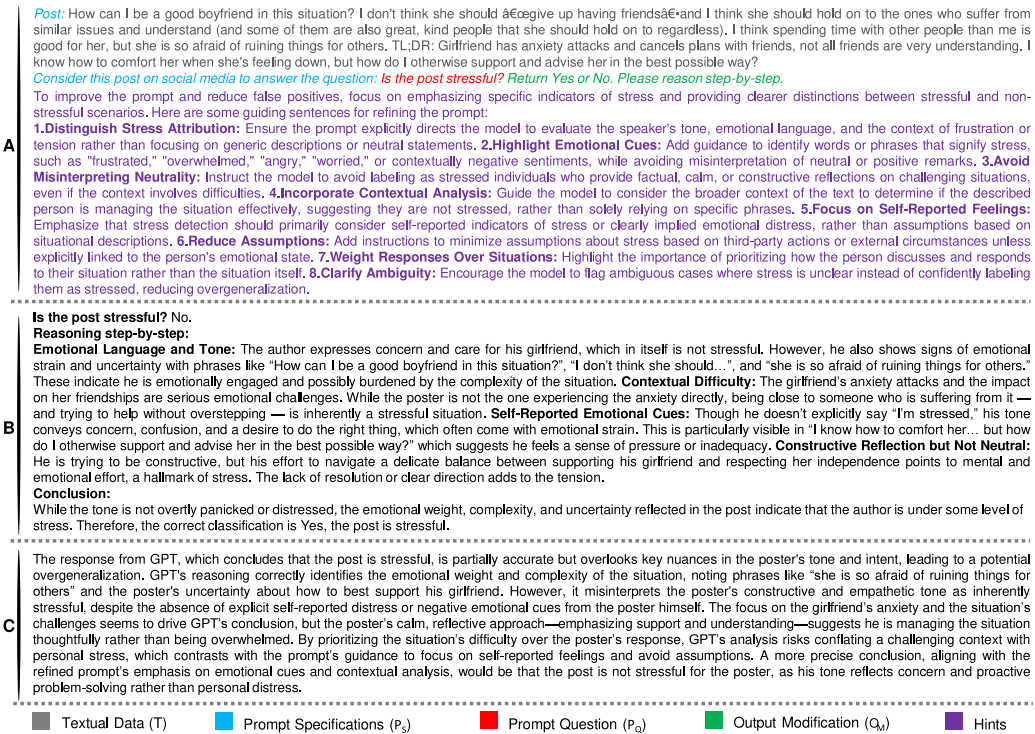 Post: How can I be a good boyfriend in this situation? I don't think she should â€œgive up having friendsâ€•and I think she should hold on to the ones who suffer from
similar issues and understand (and some of them are also great, kind people that she should hold on to regardless). I think spending time with other people than me is
good for her, but she is so afraid of ruining things for others. TL;DR: Girlfriend has anxiety attacks and cancels plans with friends, not all friends are very understanding. I
know how to comfort her when she's feeling down, but how do I otherwise support and advise her in the best possible way?
Consider this post on social media to answer the question: Is the post stressful? Return Yes or No. Please reason step-by-step.
To improve the prompt and reduce false positives, focus on emphasizing specific indicators of stress and providing clearer distinctions between stressful and non-
stressful scenarios. Here are some guiding sentences for refining the prompt:
A
1.Distinguish Stress Attribution: Ensure the prompt explicitly directs the model to evaluate the speaker's tone, emotional language, and the context of frustration or
tension rather than focusing on generic descriptions or neutral statements. 2.Highlight Emotional Cues: Add guidance to identify words or phrases that signify stress,
such as "frustrated," "overwhelmed," "angry," "worried," or contextually negative sentiments, while avoiding misinterpretation of neutral or positive remarks. 3.Avoid
Misinterpreting Neutrality: Instruct the model to avoid labeling as stressed individuals who provide factual, calm, or constructive reflections on challenging situations,
even if the context involves difficulties. 4.Incorporate Contextual Analysis: Guide the model to consider the broader context of the text to determine if the described
person is managing the situation effectively, suggesting they are not stressed, rather than solely relying on specific phrases. 5.Focus on Self-Reported Feelings:
Emphasize that stress detection should primarily consider self-reported indicators of stress or clearly implied emotional distress, rather than assumptions based on
situational descriptions. 6.Reduce Assumptions: Add instructions to minimize assumptions about stress based on third-party actions or external circumstances unless
explicitly linked to the person's emotional state. 7.Weight Responses Over Situations: Highlight the importance of prioritizing how the person discusses and responds
to their situation rather than the situation itself. 8.Clarify Ambiguity: Encourage the model to flag ambiguous cases where stress is unclear instead of confidently labeling
them as stressed, reducing overgeneralization.
Is the post stressful? No.
Reasoning step-by-step:
Emotional Language and Tone: The author expresses concern and care for his girlfriend, which in itself is not stressful. However, he also shows signs of emotional
strain and uncertainty with phrases like “How can I be a good boyfriend in this situation?”, “I don't think she should…”, and “she is so afraid of ruining things for others.”
These indicate he is emotionally engaged and possibly burdened by the complexity of the situation. Contextual Difficulty: The girlfriend's anxiety attacks and the impact
on her friendships are serious emotional challenges. While the poster is not the one experiencing the anxiety directly, being close to someone who is suffering from it —
B
and trying to help without overstepping — is inherently a stressful situation. Self-Reported Emotional Cues: Though he doesn't explicitly say “I'm stressed,” his tone
conveys concern, confusion, and a desire to do the right thing, which often come with emotional strain. This is particularly visible in “I know how to comfort her… but how
do I otherwise support and advise her in the best possible way?” which suggests he feels a sense of pressure or inadequacy. Constructive Reflection but Not Neutral:
He is trying to be constructive, but his effort to navigate a delicate balance between supporting his girlfriend and respecting her independence points to mental and
emotional effort, a hallmark of stress. The lack of resolution or clear direction adds to the tension.
Conclusion:
While the tone is not overtly panicked or distressed, the emotional weight, complexity, and uncertainty reflected in the post indicate that the author is under some level of
stress. Therefore, the correct classification is Yes, the post is stressful.
The response from GPT, which concludes that the post is stressful, is partially accurate but overlooks key nuances in the poster's tone and intent, leading to a potential
overgeneralization. GPT's reasoning correctly identifies the emotional weight and complexity of the situation, noting phrases like “she is so afraid of ruining things for
others” and the poster's uncertainty about how to best support his girlfriend. However, it misinterprets the poster's constructive and empathetic tone as inherently
stressful, despite the absence of explicit self-reported distress or negative emotional cues from the poster himself. The focus on the girlfriend's anxiety and the situation's
C
challenges seems to drive GPT's conclusion, but the poster's calm, reflective approach—emphasizing support and understanding—suggests he is managing the situation
thoughtfully rather than being overwhelmed. By prioritizing the situation's difficulty over the poster's response, GPT's analysis risks conflating a challenging context with
personal stress, which contrasts with the prompt's guidance to focus on self-reported feelings and avoid assumptions. A more precise conclusion, aligning with the
refined prompt's emphasis on emotional cues and contextual analysis, would be that the post is not stressful for the poster, as his tone reflects concern and proactive
problem-solving rather than personal distress.
Textual Data (T) Prompt Specifications (PS) Prompt Question (PQ) Output Modification (OM) Hints